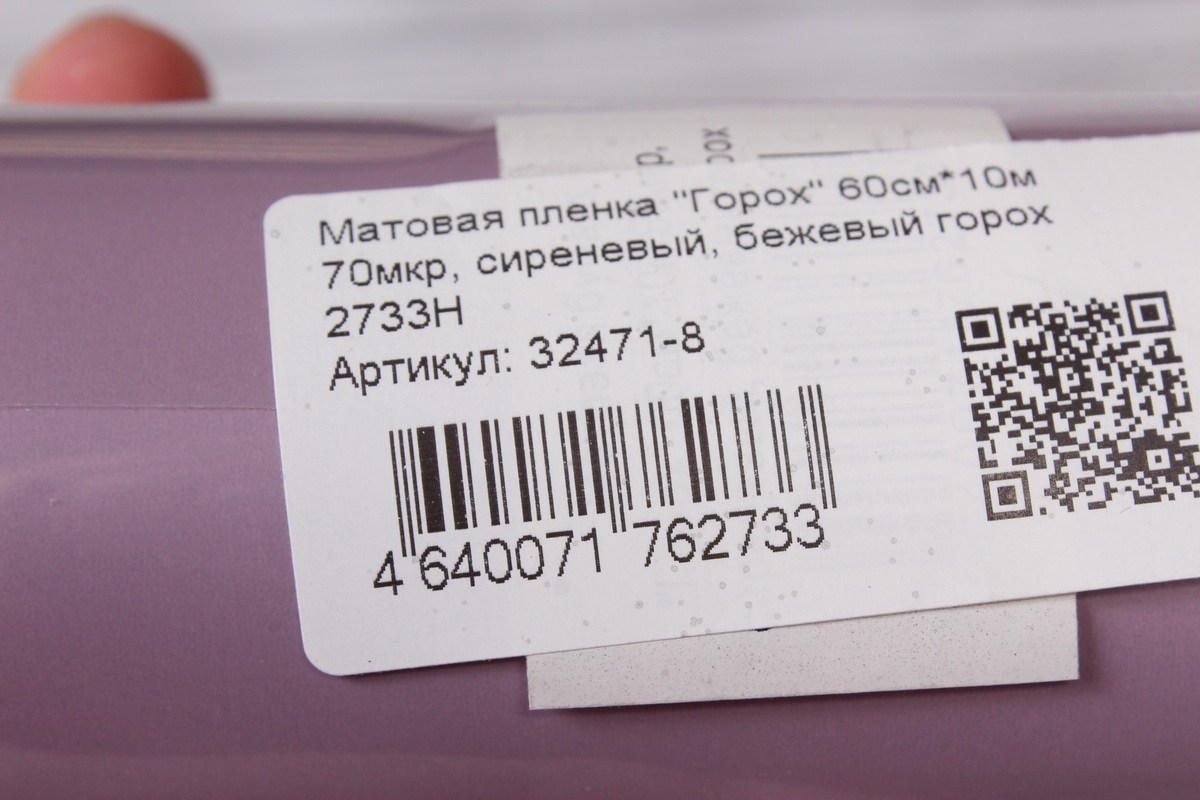 Матовая пленка "Горох" 60см*10м
70мкр, сиреневый, бежевый горох
2733Н
Артикул: 32471-8
4 640071 762733